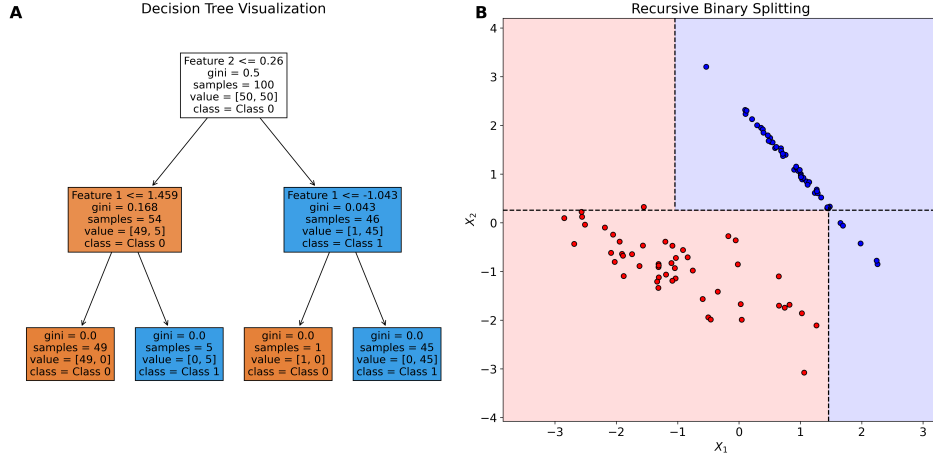 A
Decision Tree Visualization
Feature 2 <= 0.26
gini = 0.5
samples = 100
value = [50, 50]
class = Class 0
Feature 1 <= 1.459
gini = 0.168
samples = 54
value = [49, 5]
class = Class 0
Feature 1 <= -1.043
gini = 0.043
samples = 46
value = [1, 45]
class = Class 1
gini = 0.0
samples = 49
value = [49, 0]
class = Class 0
gini = 0.0
samples = 5
value = [0, 5]
class = Class 1
gini = 0.0
samples = 1
value = [1, 0]
class = Class 0
gini = 0.0
samples = 45
value = [0, 45]
class = Class 1
B
Recursive Binary Splitting
4
3
2
1
0
−1
−2
−3
−4
X₂
−3
−2
−1
0
1
2
3
X₁